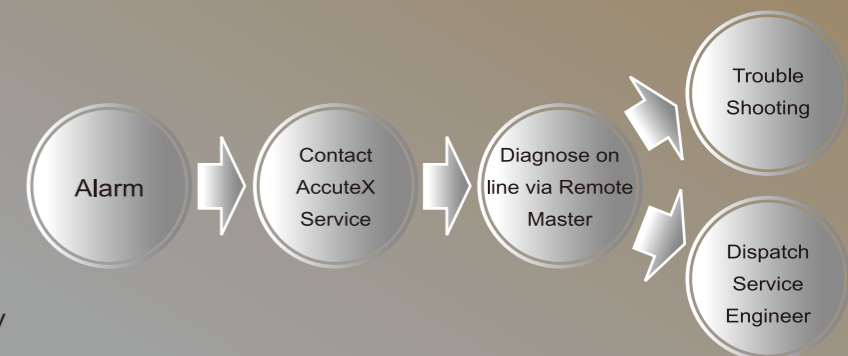 Alarm
Contact
AccuteX
Service
Diagnose on
line via Remote
Master
Trouble
Shooting
Dispatch
Service
Engineer